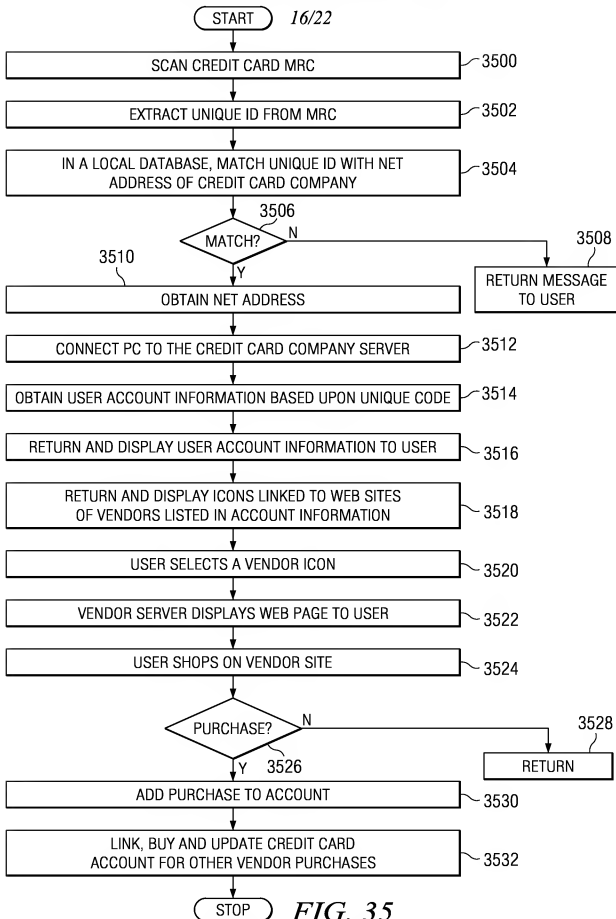 START
16/22
SCAN CREDIT CARD MRC
3500
EXTRACT UNIQUE ID FROM MRC
3502
IN A LOCAL DATABASE, MATCH UNIQUE ID WITH NET
ADDRESS OF CREDIT CARD COMPANY
3504
3506
MATCH?
N
Y
3508
RETURN MESSAGE
TO USER
3510
OBTAIN NET ADDRESS
CONNECT PC TO THE CREDIT CARD COMPANY SERVER
3512
OBTAIN USER ACCOUNT INFORMATION BASED UPON UNIQUE CODE
3514
RETURN AND DISPLAY USER ACCOUNT INFORMATION TO USER
3516
RETURN AND DISPLAY ICONS LINKED TO WEB SITES
OF VENDORS LISTED IN ACCOUNT INFORMATION
3518
USER SELECTS A VENDOR ICON
3520
VENDOR SERVER DISPLAYS WEB PAGE TO USER
3522
USER SHOPS ON VENDOR SITE
3524
PURCHASE?
N
3526
Y
3528
RETURN
ADD PURCHASE TO ACCOUNT
3530
LINK, BUY AND UPDATE CREDIT CARD
ACCOUNT FOR OTHER VENDOR PURCHASES
3532
STOP
FIG. 35